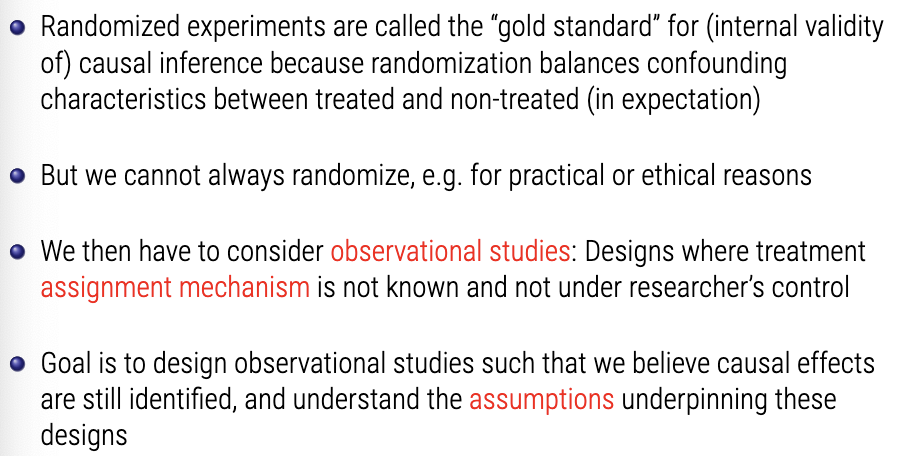 Randomized experiments are called the “gold standard” for (internal validity
of) causal inference because randomization balances confounding
characteristics between treated and non-treated (in expectation)
But we cannot always randomize, e.g. for practical or ethical reasons
We then have to consider observational studies: Designs where treatment
assignment mechanism is not known and not under researcher’s control
Goal is to design observational studies such that we believe causal effects
are still identified, and understand the assumptions underpinning these
designs